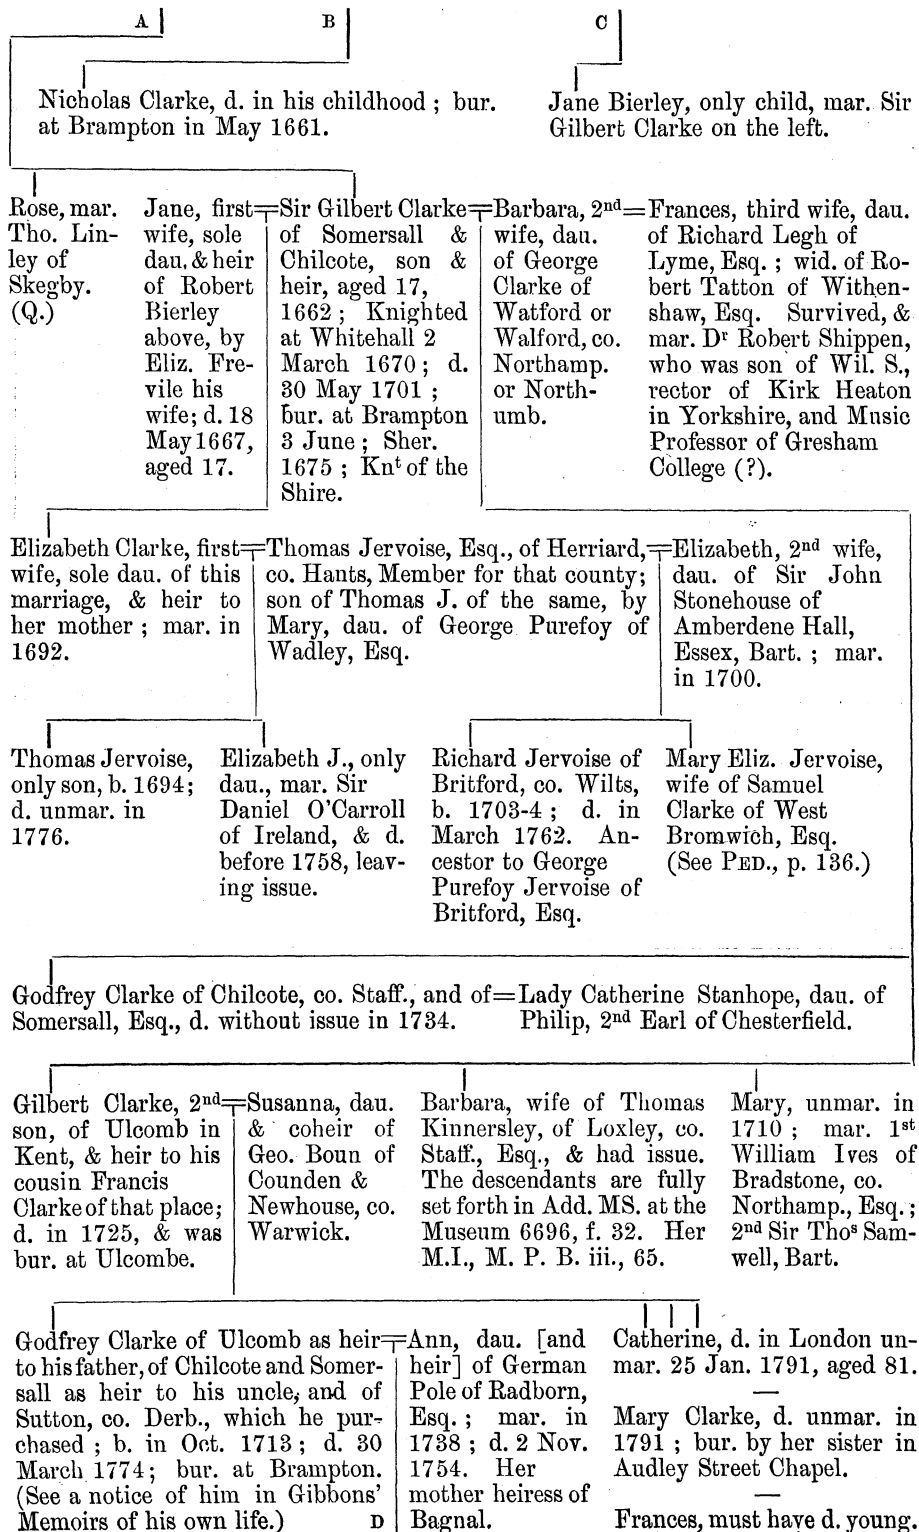 A
B
C
Nicholas Clarke, d. in his childhood ; bur.
at Brampton in May 1661.
Jane Bierley, only child, mar. Sir
Gilbert Clarke on the left.
Rose, mar.
Tho. Lin-
ley of
Skegby.
(Q.)
Jane, first
wife, sole
dau. & heir
of Robert
Bierley
above, by
Eliz. Fre-
vile his
wife; d. 18
May 1667,
aged 17.
Sir Gilbert Clarke
of Somersall &
Chilcote, son &
heir, aged 17,
1662 ; Knighted
at Whitehall 2
March 1670 ; d.
30 May 1701 ;
bur. at Brampton
3 June ; Sher.
1675 ; Knt of the
Shire.
Barbara, 2nd
wife, dau.
of George
Clarke of
Watford or
Walford, co.
Northamp.
or North-
umb.
=Frances, third wife, dau.
of Richard Legh of
Lyme, Esq. ; wid. of Ro-
bert Tatton of Withen-
shaw, Esq. Survived, &
mar. Dr Robert Shippen,
who was son of Wil. S.,
rector of Kirk Heaton
in Yorkshire, and Music
Professor of Gresham
College (?).
Elizabeth Clarke, first
wife, sole dau. of this
marriage, & heir to
her mother ; mar. in
1692.
Thomas Jervoise, Esq., of Herriard,
co. Hants, Member for that county;
son of Thomas J. of the same, by
Mary, dau. of George Purefoy of
Wadley, Esq.
Elizabeth, 2nd wife,
dau. of Sir John
Stonehouse of
Amberdene Hall,
Essex, Bart. ; mar.
in 1700.
Thomas Jervoise,
only son, b. 1694;
d. unmar. in
1776.
Elizabeth J., only
dau., mar. Sir
Daniel O'Carroll
of Ireland, & d.
before 1758, leav-
ing issue.
Richard Jervoise of
Britford, co. Wilts,
b. 1703-4 ; d. in
March 1762. An-
cestor to George
Purefoy Jervoise of
Britford, Esq.
Mary Eliz. Jervoise,
wife of Samuel
Clarke of West
Bromwich, Esq.
(See PED., p. 136.)
Godfrey Clarke of Chilcote, co. Staff., and of=Lady Catherine Stanhope, dau. of
Somersall, Esq., d. without issue in 1734. Philip, 2nd Earl of Chesterfield.
Gilbert Clarke, 2nd
son, of Ulcomb in
Kent, & heir to his
cousin Francis
Clarke of that place;
d. in 1725, & was
bur. at Ulcombe.
Susanna, dau.
& coheir of
Geo. Boun of
Counden &
Newhouse, co.
Warwick.
Barbara, wife of Thomas
Kinnersley, of Loxley, co.
Staff., Esq., & had issue.
The descendants are fully
set forth in Add. MS. at the
Museum 6696, f. 32. Her
M.I., M. P. B. iii., 65.
Mary, unmar. in
1710 ; mar. 1st
William Ives of
Bradstone, co.
Northamp., Esq. ;
2nd Sir Thos Sam-
well, Bart.
Godfrey Clarke of Ulcomb as heir
to his father, of Chilcote and Somer-
sall as heir to his uncle, and of
Sutton, co. Derb., which he pur-
chased ; b. in Oct. 1713 ; d. 30
March 1774; bur. at Brampton.
(See a notice of him in Gibbons'
Memoirs of his own life.) D
Ann, dau. [and
heir] of German
Pole of Radborn,
Esq. ; mar. in
1738 ; d. 2 Nov.
1754. Her
mother heiress of
Bagnal.
Catherine, d. in London un-
mar. 25 Jan. 1791, aged 81.
—
Mary Clarke, d. unmar. in
1791 ; bur. by her sister in
Audley Street Chapel.
—
Frances, must have d. young.